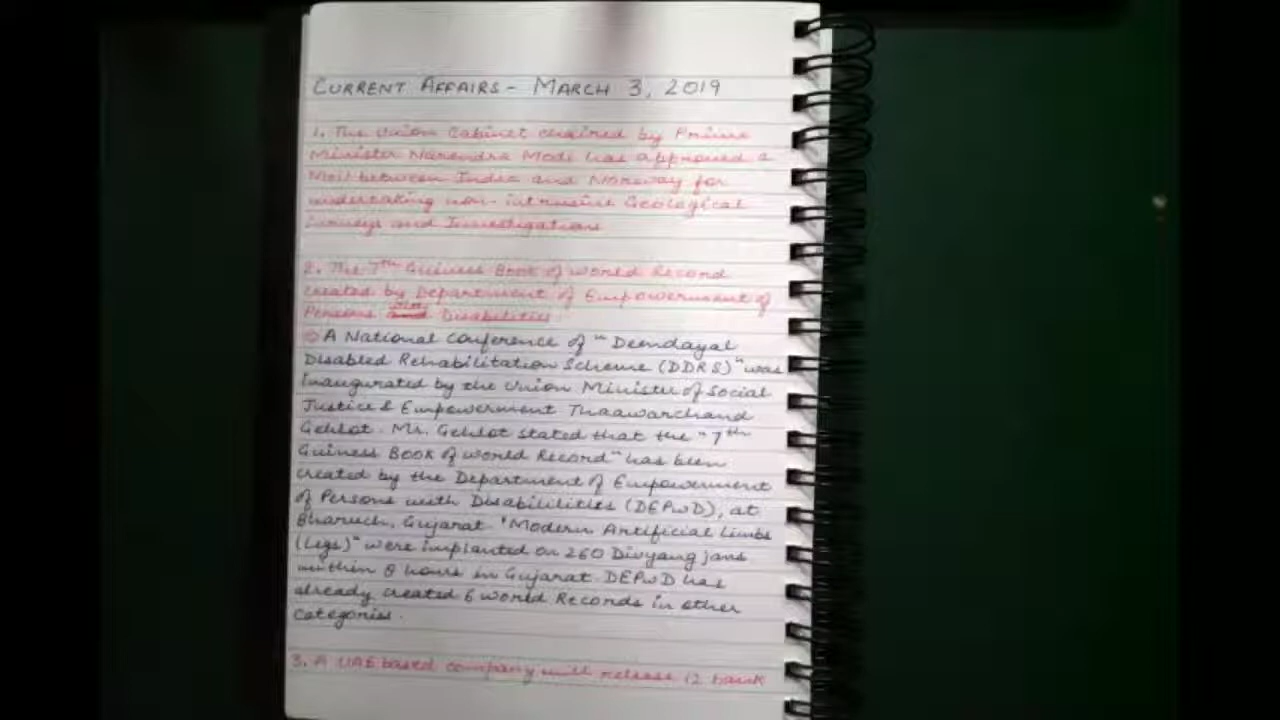 CURRENT AFFAIRS - MARCH 3, 2019
1. The Union Cabinet chaired by Prime
Minister Narendra Modi has approved a
MoU between India and Norway for
undertaking non-intrusive Geological
Surveys and Investigations
2. The 7th Guiness Book of World Record
created by Department of Empowerment of
Persons with Disabilities
A National Conference of "Deendayal
Disabled Rehabilitation Scheme (DDRS)" was
inaugurated by the Union Minister of Social
Justice & Empowerment Thaawarchand
Gehlot. Mr. Gehlot stated that the "7th
Guiness Book of World Record" has been
created by the Department of Empowerment
of Persons with Disabililities (DEPwD), at
Bharuch, Gujarat. "Modern Artificial Limbs
(Legs)" were implanted on 260 Divyangjans
within 8 hours in Gujarat. DEPwD has
already created 6 World Records in other
categories.
3. A UAE based company will release 12 bank